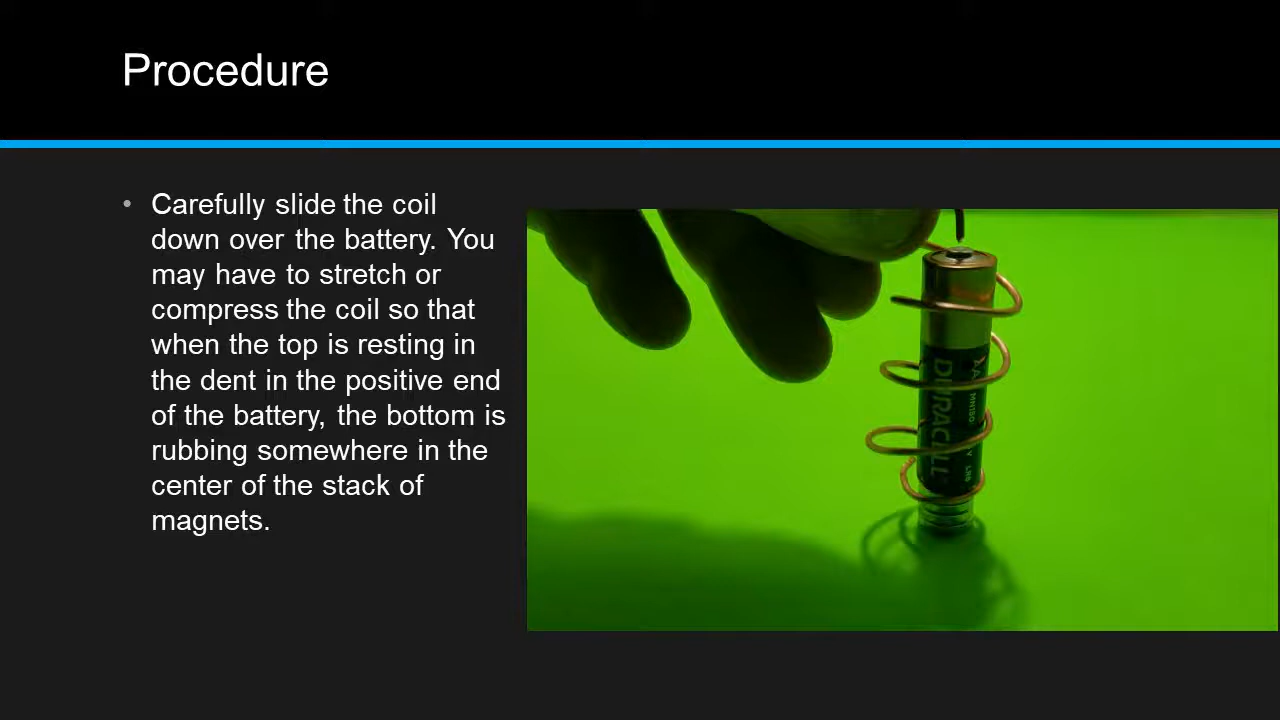 Procedure
• Carefully slide the coil
down over the battery. You
may have to stretch or
compress the coil so that
when the top is resting in
the dent in the positive end
of the battery, the bottom is
rubbing somewhere in the
center of the stack of
magnets.
DURACELL